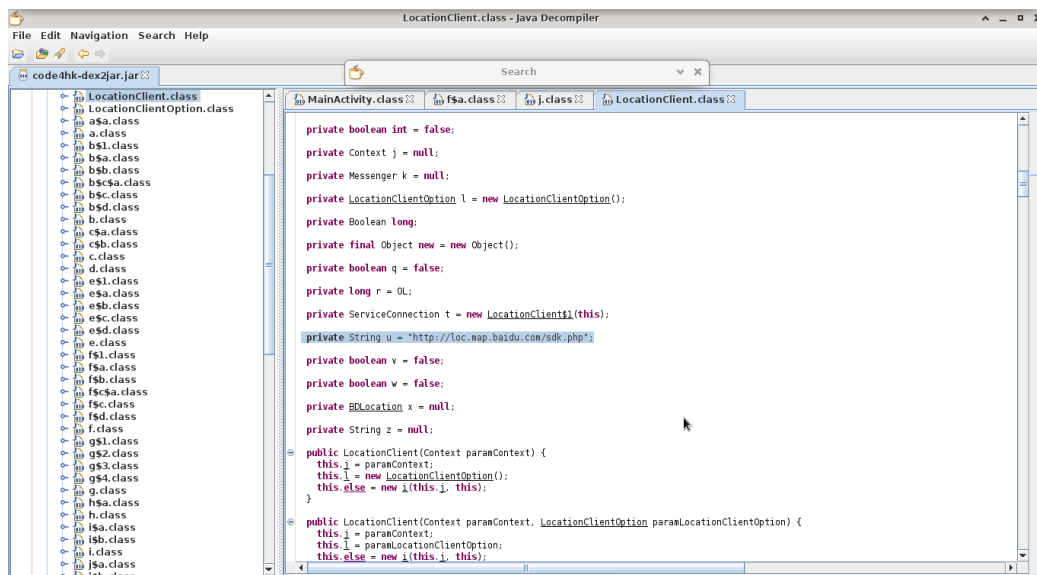 LocationClient.class - Java Decompiler
File Edit Navigation Search Help
code4hk-dex2jar.jar
Search
MainActivity.class f$a.class j.class LocationClient.class
LocationClient.class
LocationClientOption.class
a$a.class
a.class
b$1.class
b$a.class
b$b.class
b$c$a.class
b$c.class
b$d.class
b.class
c$a.class
c$b.class
c.class
d.class
e$1.class
e$a.class
e$b.class
e$c.class
e$d.class
e.class
f$1.class
f$a.class
f$b.class
f$c$a.class
f$c.class
f$d.class
f.class
g$1.class
g$2.class
g$3.class
g$4.class
g.class
h$a.class
h.class
i$a.class
i$b.class
i.class
j$a.class
private boolean int = false;
private Context j = null;
private Messenger k = null;
private LocationClientOption l = new LocationClientOption();
private Boolean long;
private final Object new = new Object();
private boolean q = false;
private long r = 0L;
private ServiceConnection t = new LocationClient$1(this);
private String u = "http://loc.map.baidu.com/sdk.php";
private boolean v = false;
private boolean w = false;
private BDLocation x = null;
private String z = null;
public LocationClient(Context paramContext) {
this.j = paramContext;
this.l = new LocationClientOption();
this.else = new i(this.j, this);
}
public LocationClient(Context paramContext, LocationClientOption paramLocationClientOption) {
this.j = paramContext;
this.l = paramLocationClientOption;
this.else = new i(this.j, this);